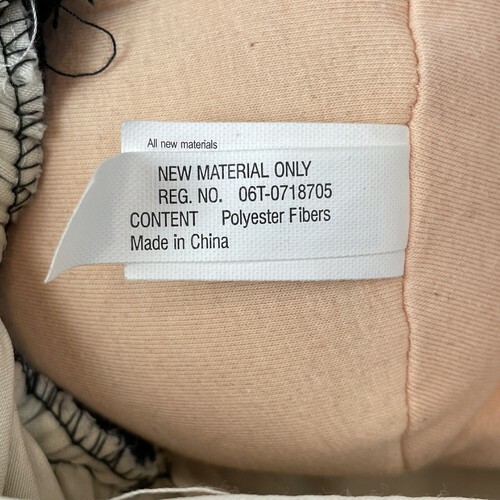 All new materials
NEW MATERIAL ONLY
REG. NO. 06T-0718705
CONTENT Polyester Fibers
Made in China